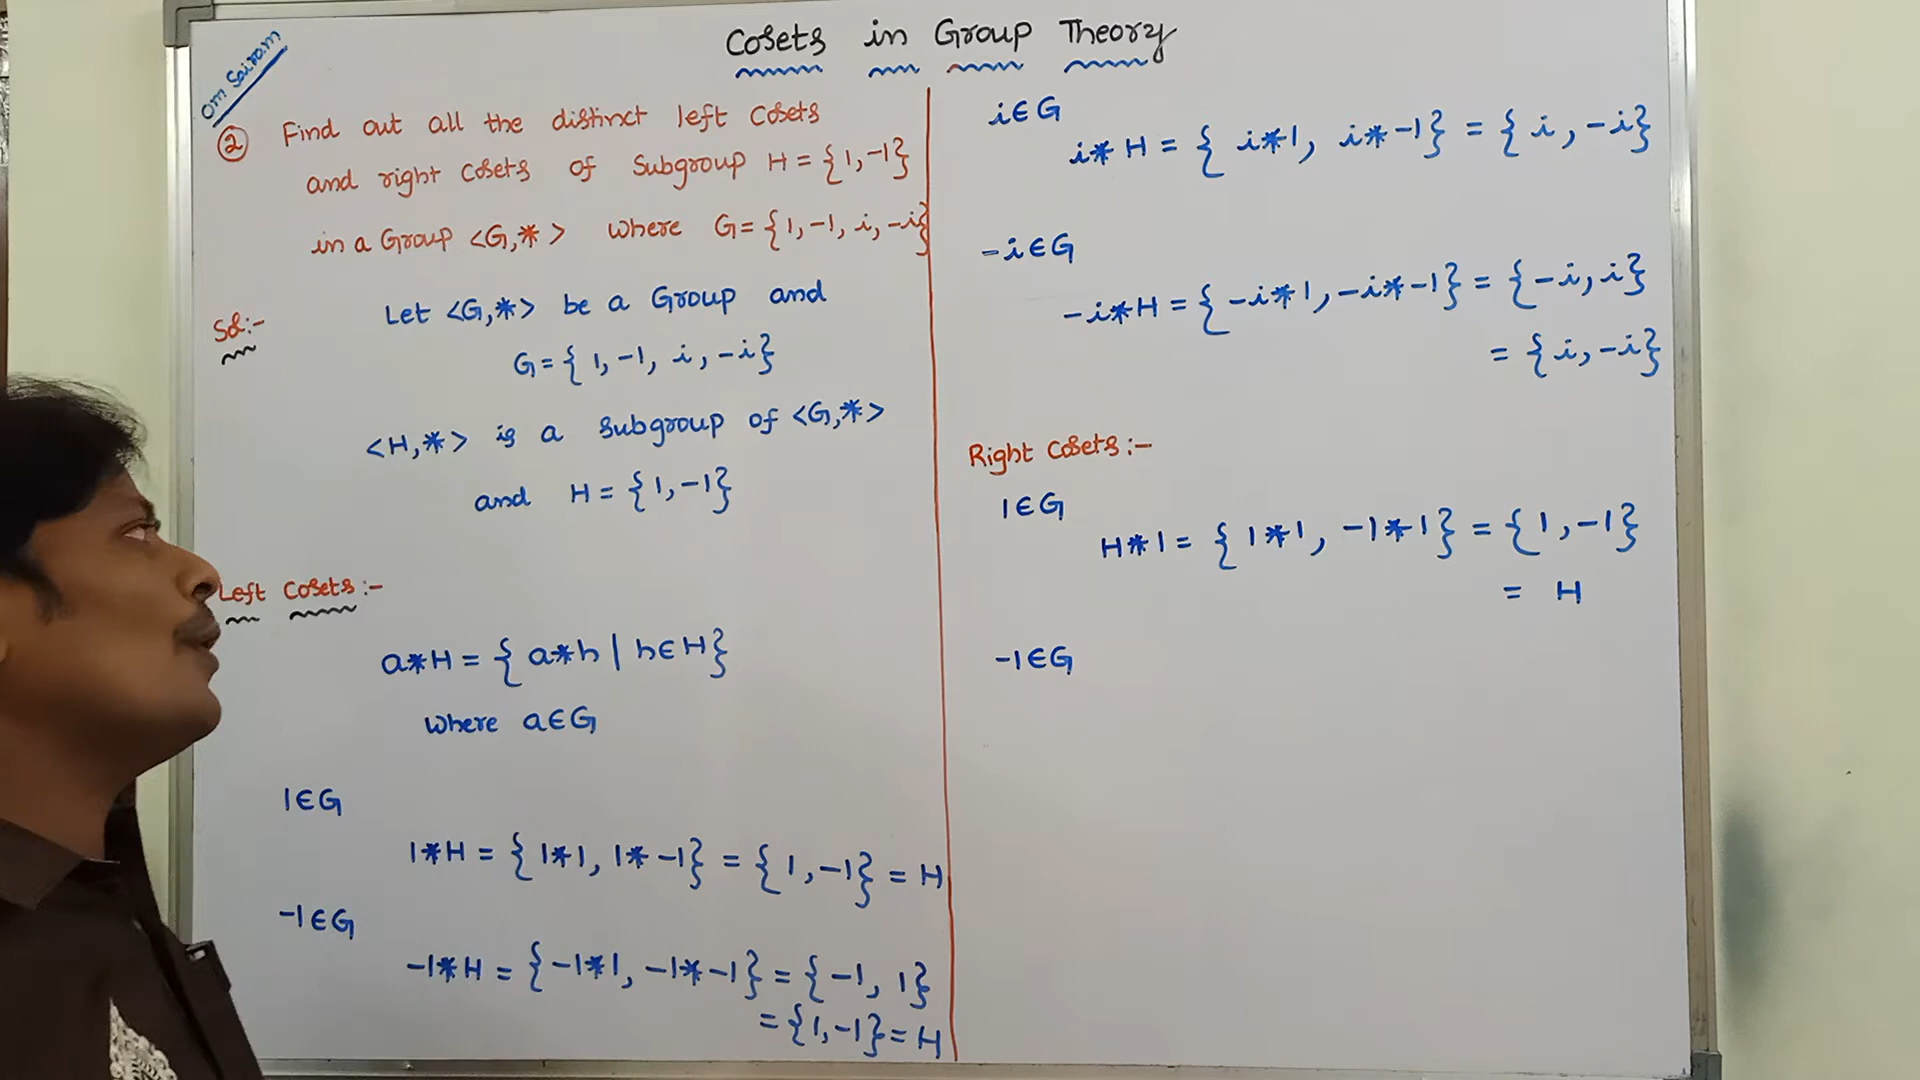 Cosets in Group Theory
Om Sairam
② Find out all the distinct left Cosets
and right Cosets of Subgroup H = {1, -1}
in a Group <G,*> where G = {1, -1, i, -i}
Sol:-
Let <G,*> be a Group and
G = {1, -1, i, -i}
<H,*> is a subgroup of <G,*>
and H = {1, -1}
Left Cosets:-
a*H = {a*h | h∈H}
where a∈G
1∈G
1*H = {1*1, 1*-1} = {1, -1} = H
-1∈G
-1*H = {-1*1, -1*-1} = {-1, 1}
= {1, -1} = H
i∈G
i*H = {i*1, i*-1} = {i, -i}
-i∈G
-i*H = {-i*1, -i*-1} = {-i, i}
= {i, -i}
Right Cosets:-
1∈G
H*1 = {1*1, -1*1} = {1, -1}
= H
-1∈G